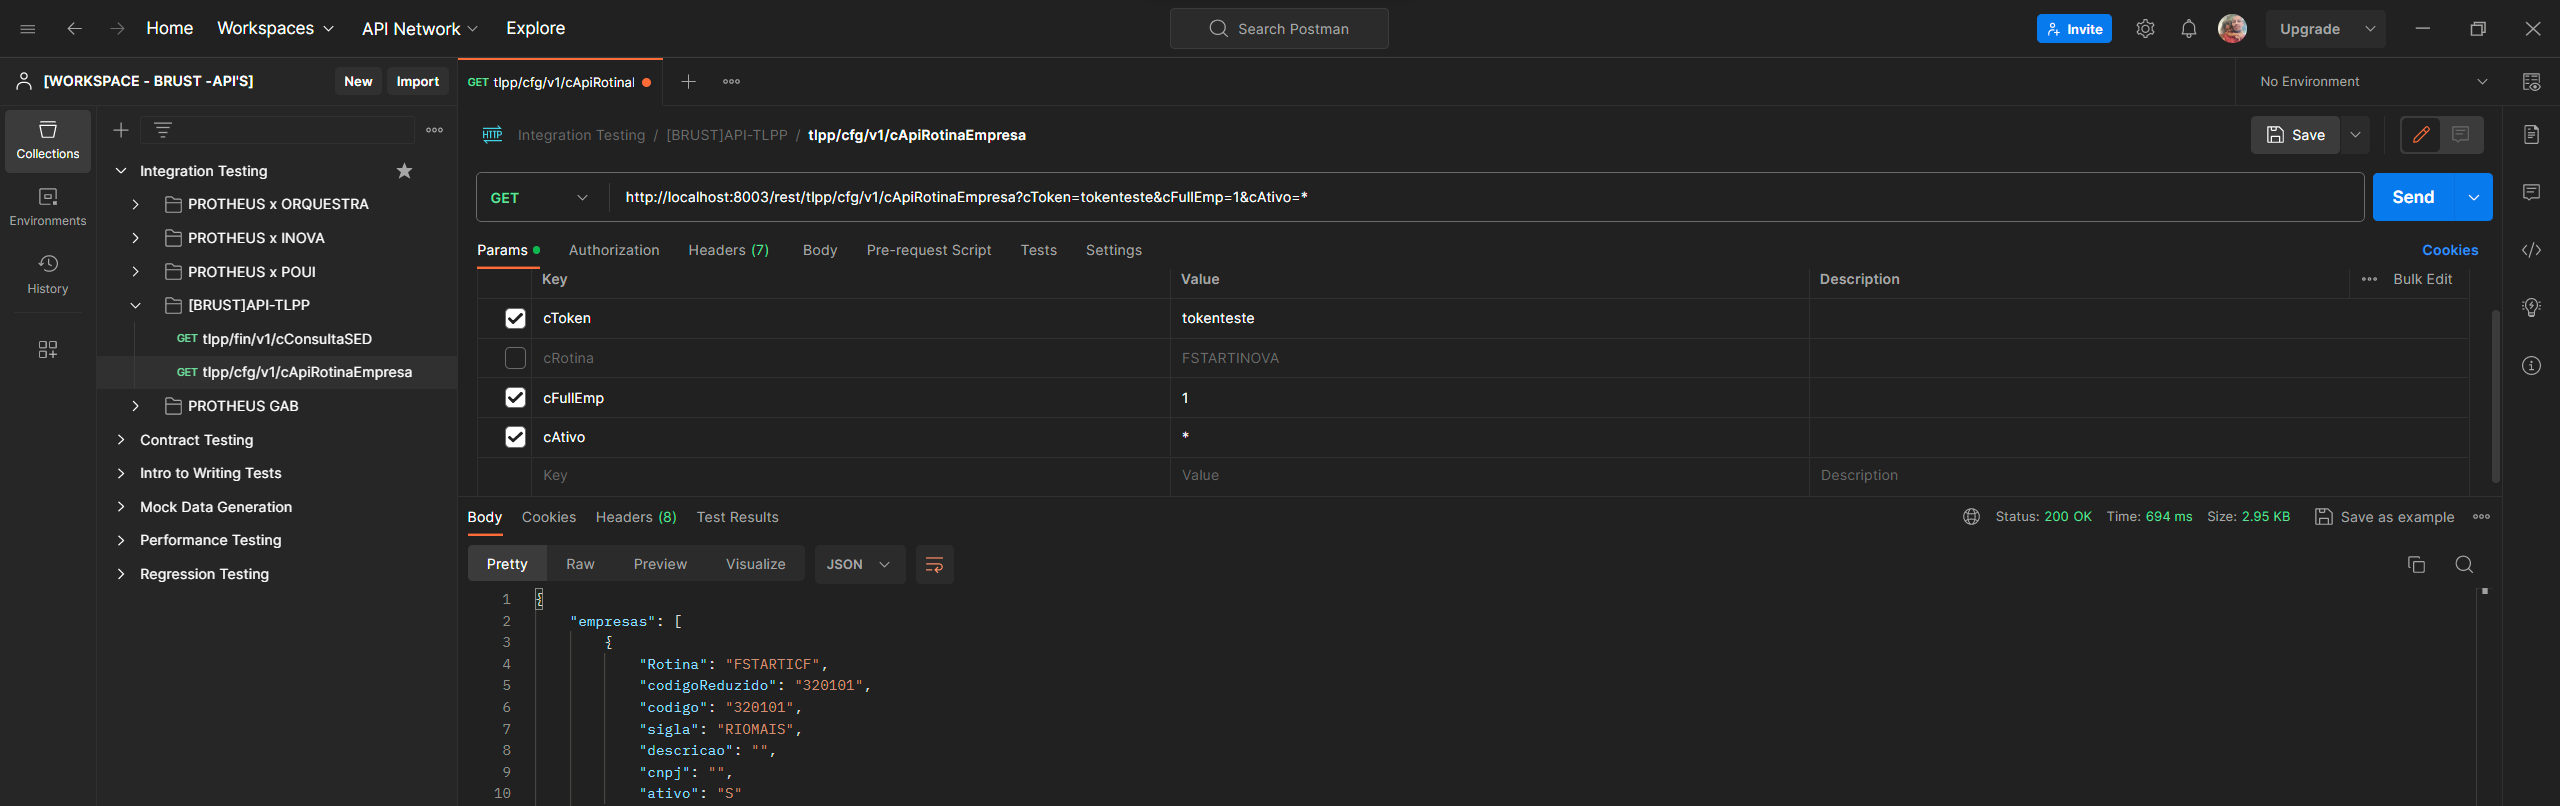 Home Workspaces API Network Explore Search Postman Invite Upgrade
[WORKSPACE - BRUST -API'S] New Import GET tlpp/cfg/v1/cApiRotinal No Environment
Collections
Environments
History
Integration Testing
PROTHEUS x ORQUESTRA
PROTHEUS x INOVA
PROTHEUS x POUI
[BRUST]API-TLPP
GET tlpp/fin/v1/cConsultaSED
GET tlpp/cfg/v1/cApiRotinaEmpresa
PROTHEUS GAB
Contract Testing
Intro to Writing Tests
Mock Data Generation
Performance Testing
Regression Testing
HTTP Integration Testing / [BRUST]API-TLPP / tlpp/cfg/v1/cApiRotinaEmpresa Save
GET http://localhost:8003/rest/tlpp/cfg/v1/cApiRotinaEmpresa?cToken=tokenteste&cFullEmp=1&cAtivo=* Send
Params Authorization Headers (7) Body Pre-request Script Tests Settings Cookies
Key Value Description Bulk Edit
cToken tokenteste
cRotina FSTARTINOVA
cFullEmp 1
cAtivo *
Key Value Description
Body Cookies Headers (8) Test Results Status: 200 OK Time: 694 ms Size: 2.95 KB Save as example
Pretty Raw Preview Visualize JSON
1 {
2 "empresas": [
3 {
4 "Rotina": "FSTARTICF",
5 "codigoReduzido": "320101",
6 "codigo": "320101",
7 "sigla": "RIOMAIS",
8 "descricao": "",
9 "cnpj": "",
10 "ativo": "S"